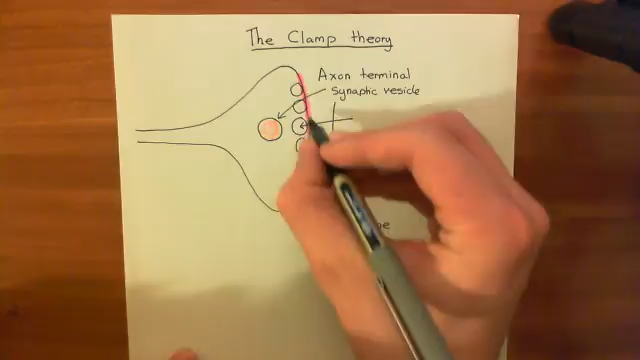 The Clamp theory
Axon terminal
synaptic vesicle